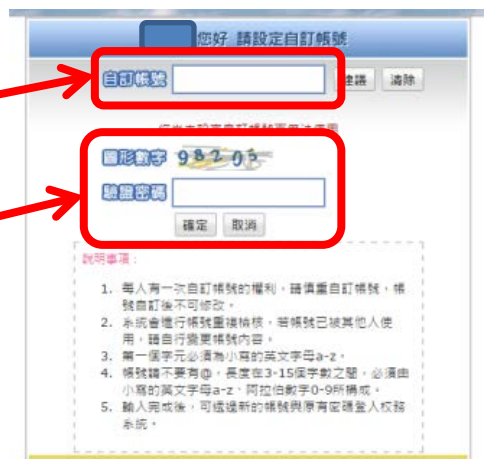 您好 請設定自訂帳號
自訂帳號 建議 清除
圖形數字 98205
驗證密碼
確定 取消
說明事項：
1. 每人有一次自訂帳號的權利，請慎重自訂帳號，帳
號自訂後不可修改。
2. 系統會進行帳號重複檢核，若帳號已被其他人使
用，請自行變更帳號內容。
3. 第一個字元必須為小寫的英文字母a-z。
4. 帳號請不要有@，長度在3-15個字數之間，必須由
小寫的英文字母a-z，阿拉伯數字0-9所構成。
5. 輸入完成後，可透過新的帳號與原有密碼登入校務
系統。